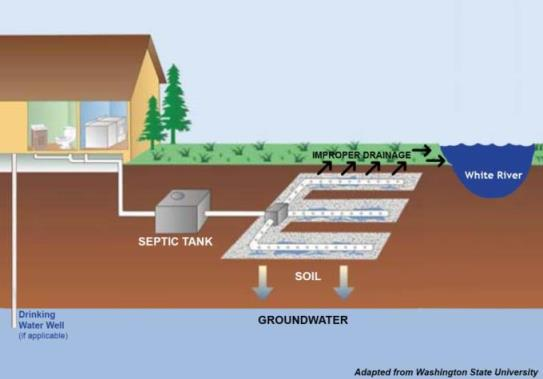 IMPROPER DRAINAGE
White River
SEPTIC TANK
SOIL
Drinking
Water Well
(if applicable)
GROUNDWATER
Adapted from Washington State University